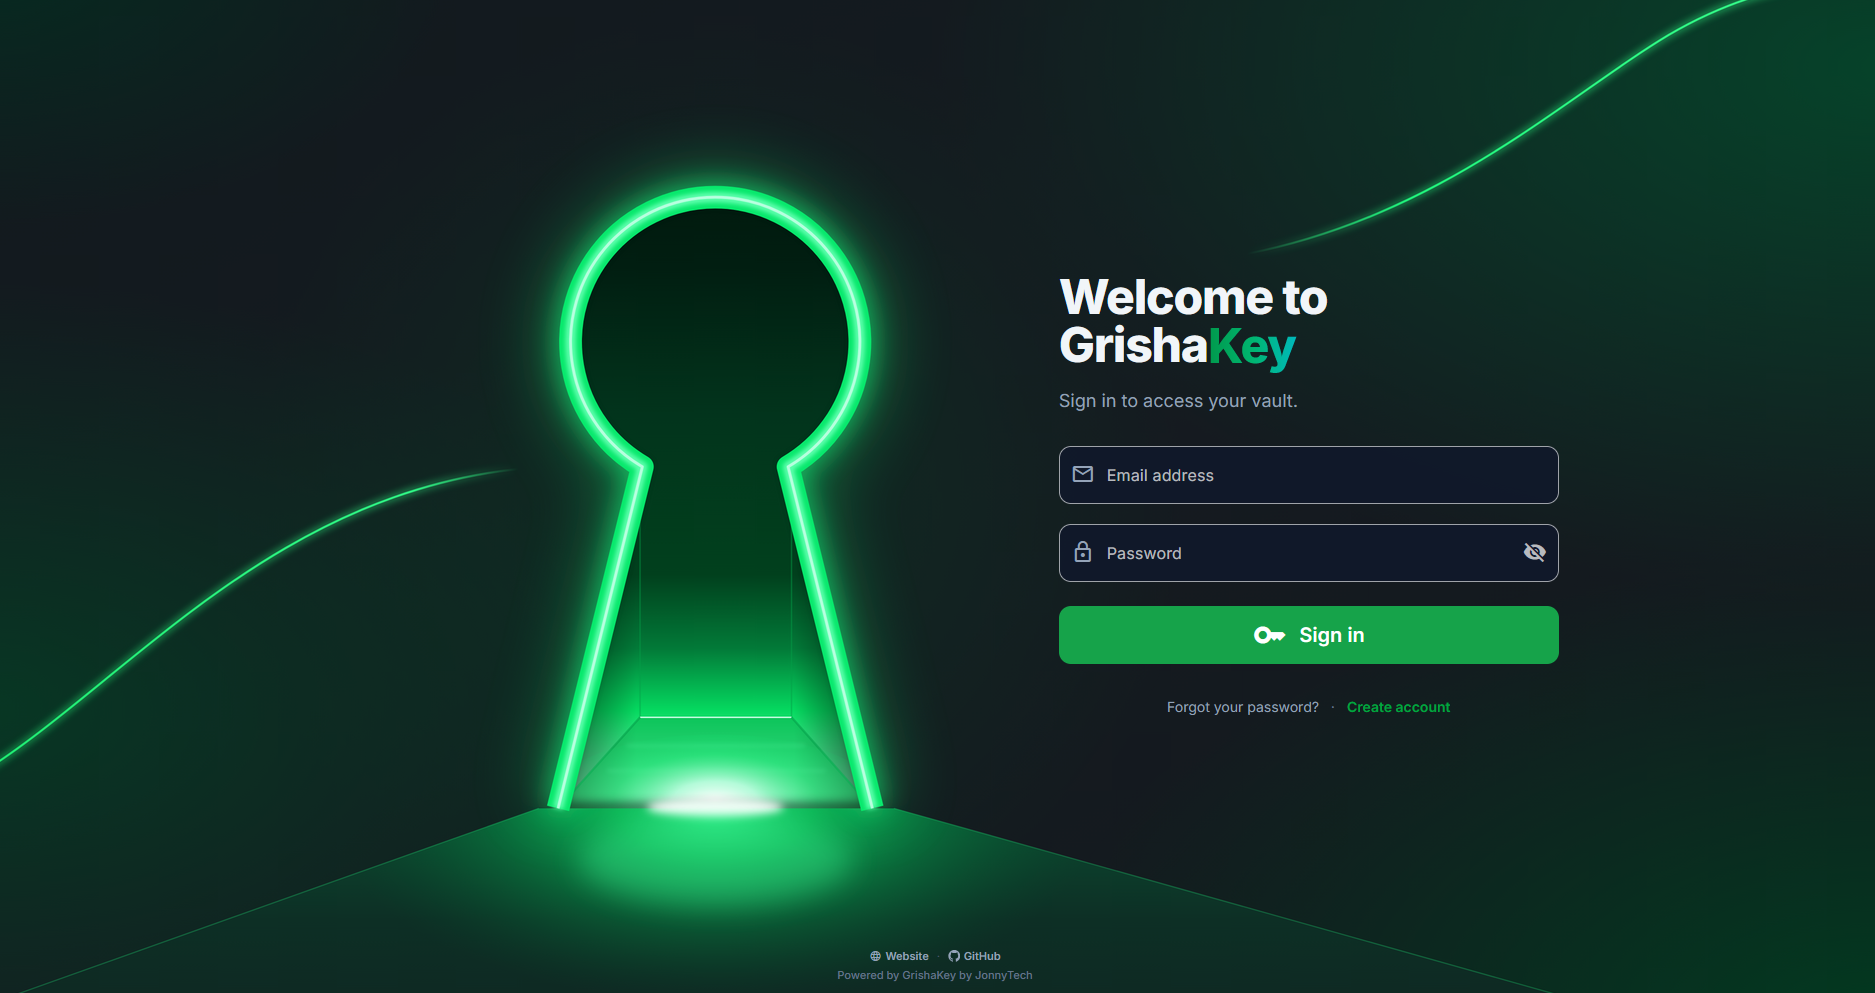 Welcome to
GrishaKey
Sign in to access your vault.
Email address
Password
Sign in
Forgot your password? · Create account
Website · GitHub
Powered by GrishaKey by JonnyTech